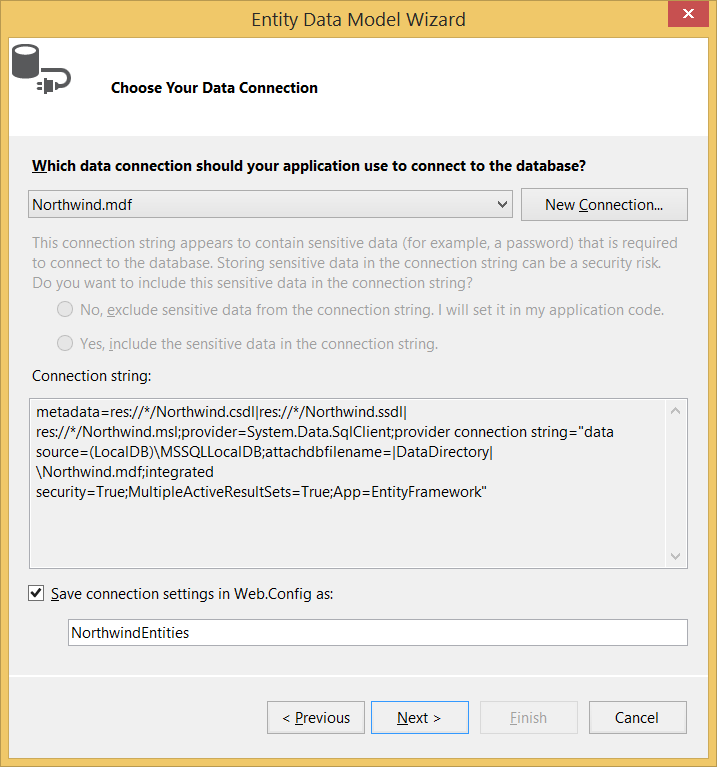 Entity Data Model Wizard
Choose Your Data Connection
Which data connection should your application use to connect to the database?
Northwind.mdf
New Connection...
This connection string appears to contain sensitive data (for example, a password) that is required
to connect to the database. Storing sensitive data in the connection string can be a security risk.
Do you want to include this sensitive data in the connection string?
No, exclude sensitive data from the connection string. I will set it in my application code.
Yes, include the sensitive data in the connection string.
Connection string:
metadata=res://*/Northwind.csdl|res://*/Northwind.ssdl|
res://*/Northwind.msl;provider=System.Data.SqlClient;provider connection string="data
source=(LocalDB)\MSSQLLocalDB;attachdbfilename=|DataDirectory|
\Northwind.mdf;integrated
security=True;MultipleActiveResultSets=True;App=EntityFramework"
Save connection settings in Web.Config as:
NorthwindEntities
< Previous
Next >
Finish
Cancel